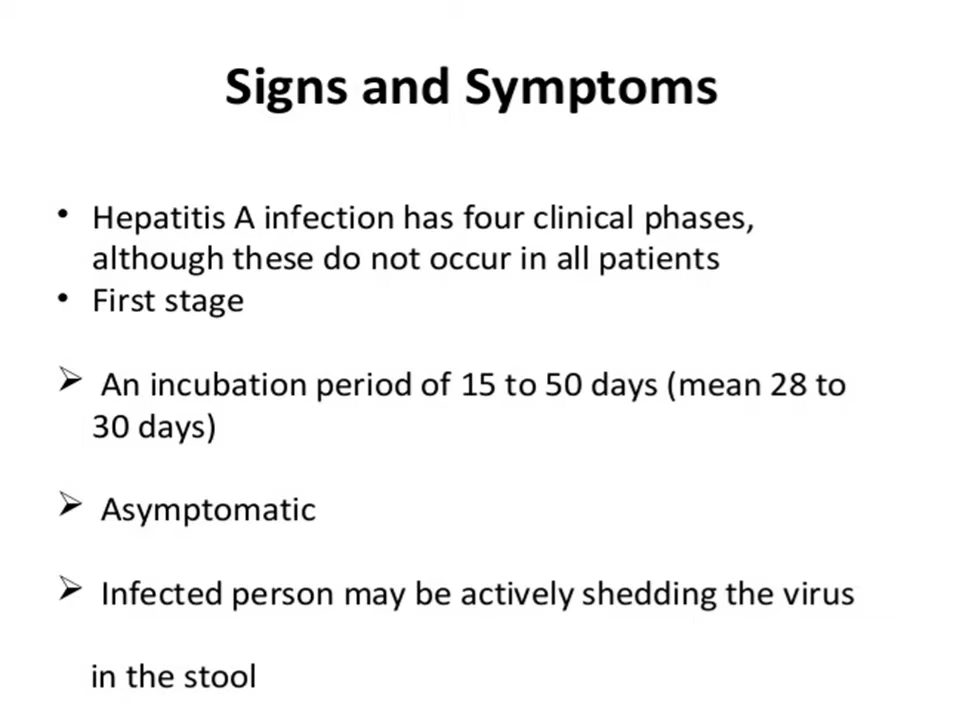 Signs and Symptoms
• Hepatitis A infection has four clinical phases,
although these do not occur in all patients
• First stage
➢ An incubation period of 15 to 50 days (mean 28 to
30 days)
➢ Asymptomatic
➢ Infected person may be actively shedding the virus
in the stool